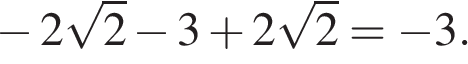 − 2√2 − 3 + 2√2 = −3.